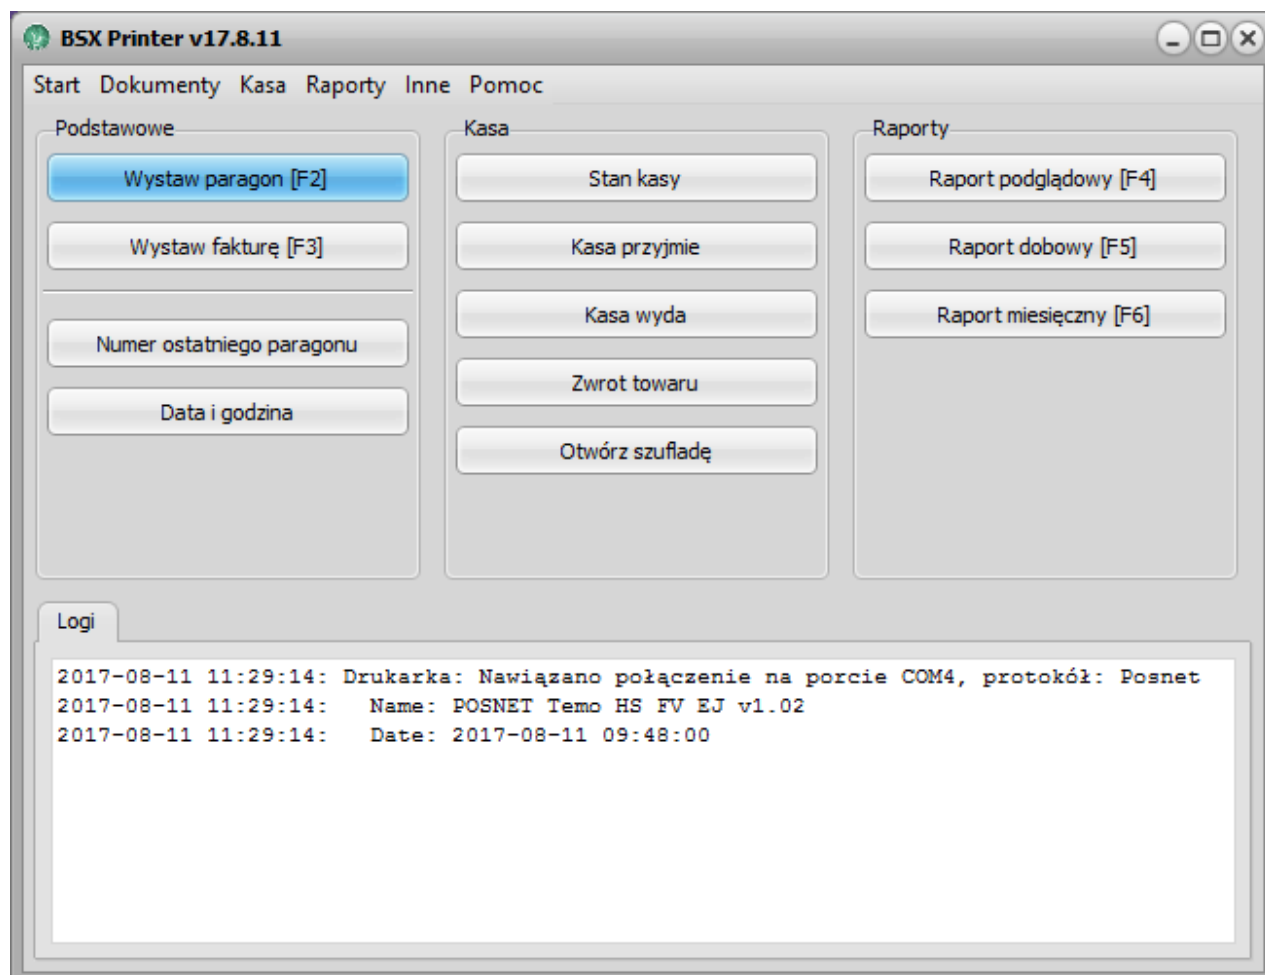 BSX Printer v17.8.11
Start Dokumenty Kasa Raporty Inne Pomoc
Podstawowe
Wystaw paragon [F2]
Wystaw fakturę [F3]
Numer ostatniego paragonu
Data i godzina
Kasa
Stan kasy
Kasa przyjmie
Kasa wyda
Zwrot towaru
Otwórz szufladę
Raporty
Raport podglądowy [F4]
Raport dobowy [F5]
Raport miesięczny [F6]
Logi
2017-08-11 11:29:14: Drukarka: Nawiązano połączenie na porcie COM4, protokół: Posnet
2017-08-11 11:29:14:   Name: POSNET Temo HS FV EJ v1.02
2017-08-11 11:29:14:   Date: 2017-08-11 09:48:00